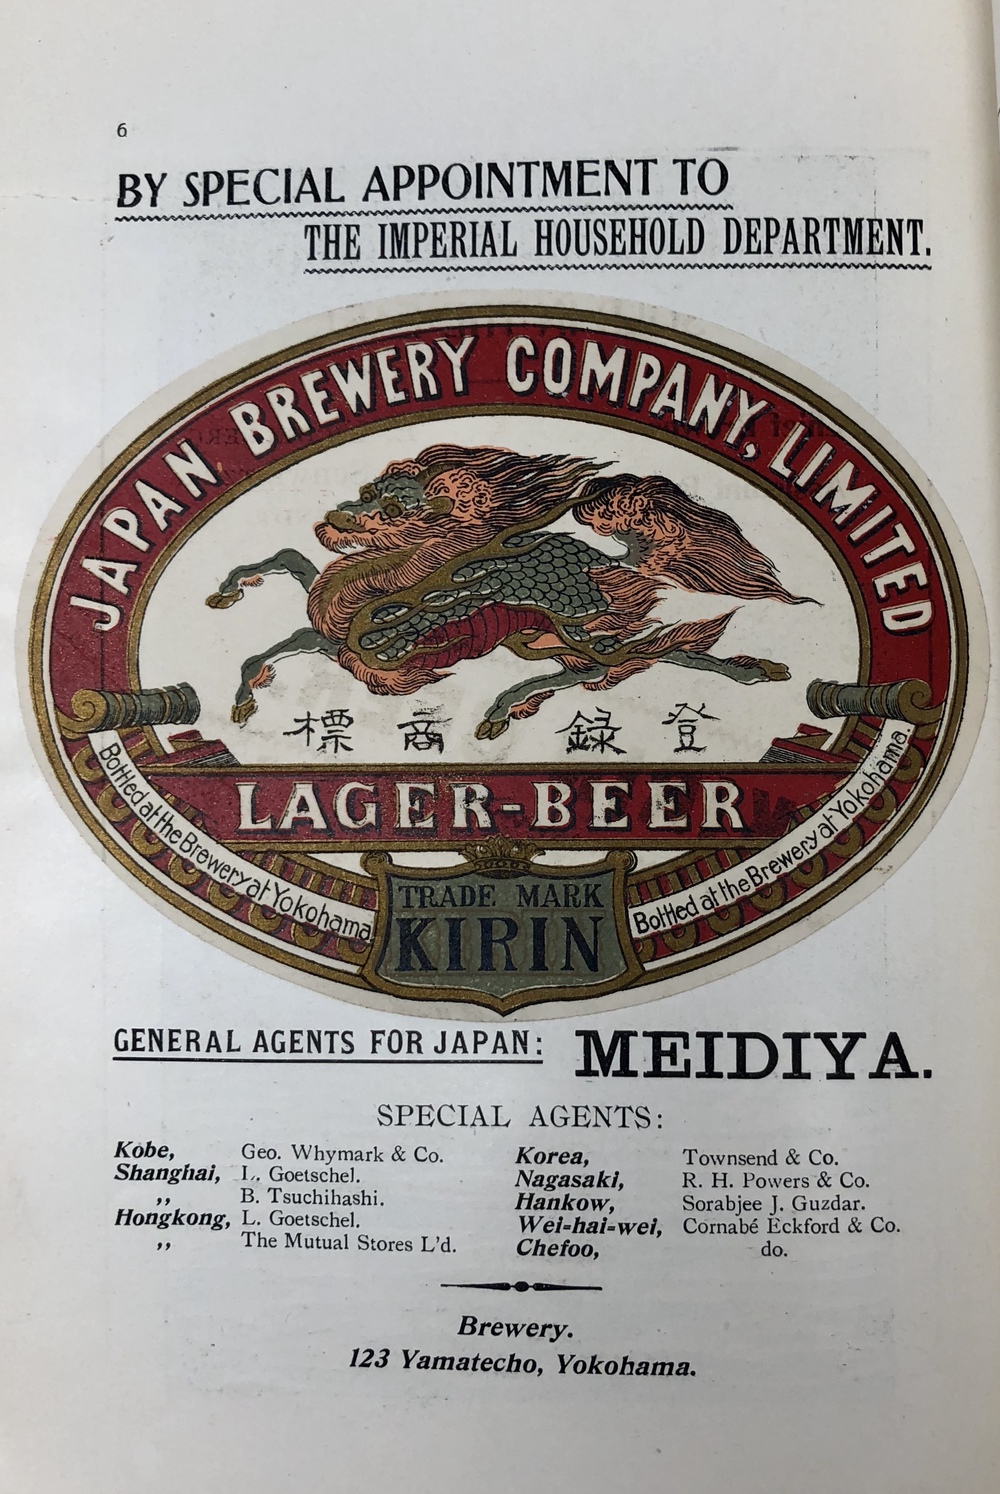 6
BY SPECIAL APPOINTMENT TO
THE IMPERIAL HOUSEHOLD DEPARTMENT.
JAPAN BREWERY COMPANY, LIMITED
標 商 錄 登
LAGER-BEER
Bottled at the Brewery at Yokohama
Bottled at the Brewery at Yokohama
TRADE MARK
KIRIN
GENERAL AGENTS FOR JAPAN: MEIDIYA.
SPECIAL AGENTS:
Kobe, Geo. Whymark & Co.
Shanghai, L. Goetschel.
,, B. Tsuchihashi.
Hongkong, L. Goetschel.
,, The Mutual Stores L'd.
Korea, Townsend & Co.
Nagasaki, R. H. Powers & Co.
Hankow, Sorabjee J. Guzdar.
Wei-hai-wei, Cornabé Eckford & Co.
Chefoo, do.
Brewery.
123 Yamatecho, Yokohama.